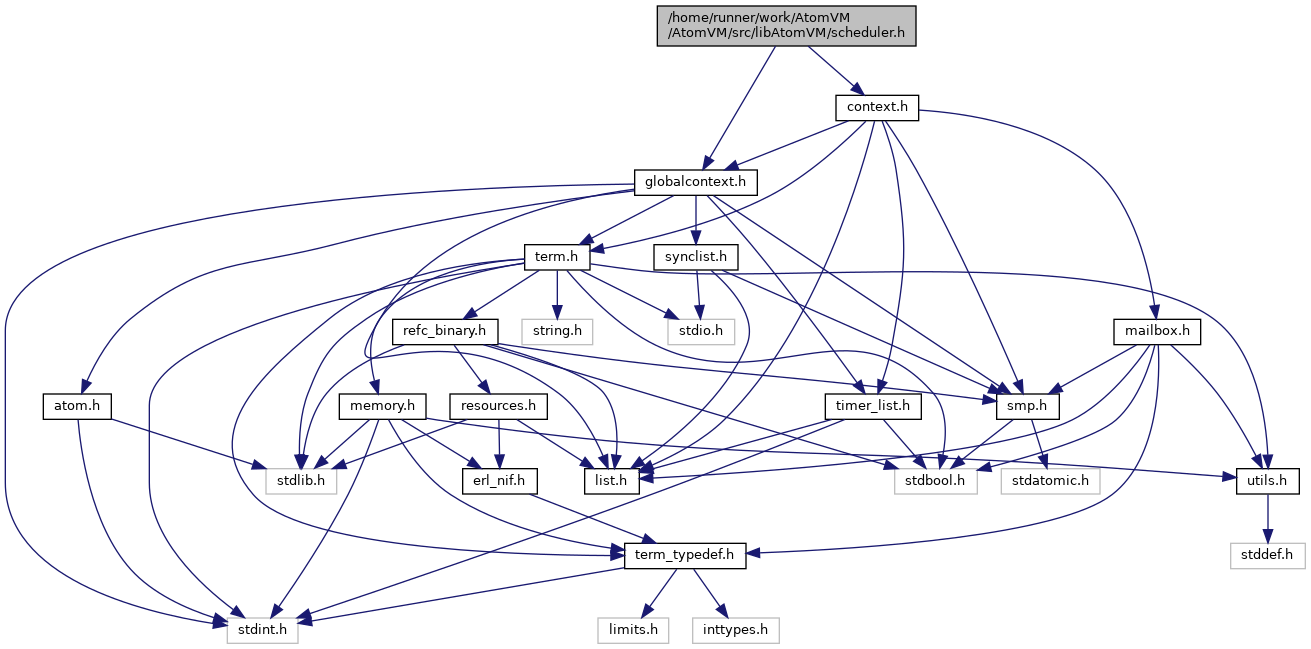 /home/runner/work/AtomVM
/AtomVM/src/libAtomVM/scheduler.h
context.h
globalcontext.h
term.h
synclist.h
refc_binary.h
string.h
stdio.h
mailbox.h
atom.h
memory.h
resources.h
timer_list.h
smp.h
stdlib.h
erl_nif.h
list.h
stdbool.h
stdatomic.h
utils.h
term_typedef.h
stddef.h
stdint.h
limits.h
inttypes.h